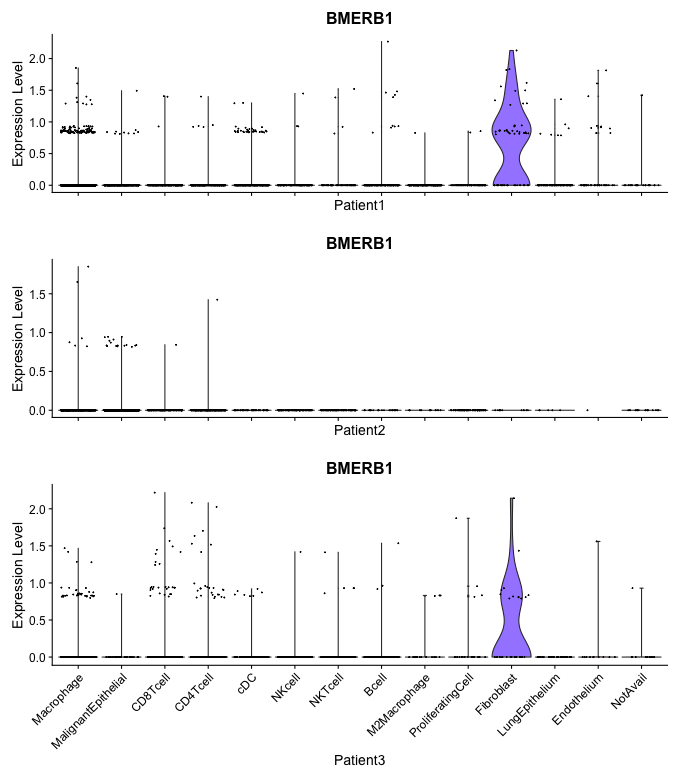 BMERB1
Expression Level
2.0
1.5
1.0
0.5
0.0
Patient1
BMERB1
Expression Level
1.5
1.0
0.5
0.0
Patient2
BMERB1
Expression Level
2.0
1.5
1.0
0.5
0.0
Macrophage
MalignantEpithelial
CD8Tcell
CD4Tcell
cDC
NKcell
NKTcell
Bcell
M2Macrophage
ProliferatingCell
Fibroblast
LungEpithelium
Endothelium
NotAvail
Patient3